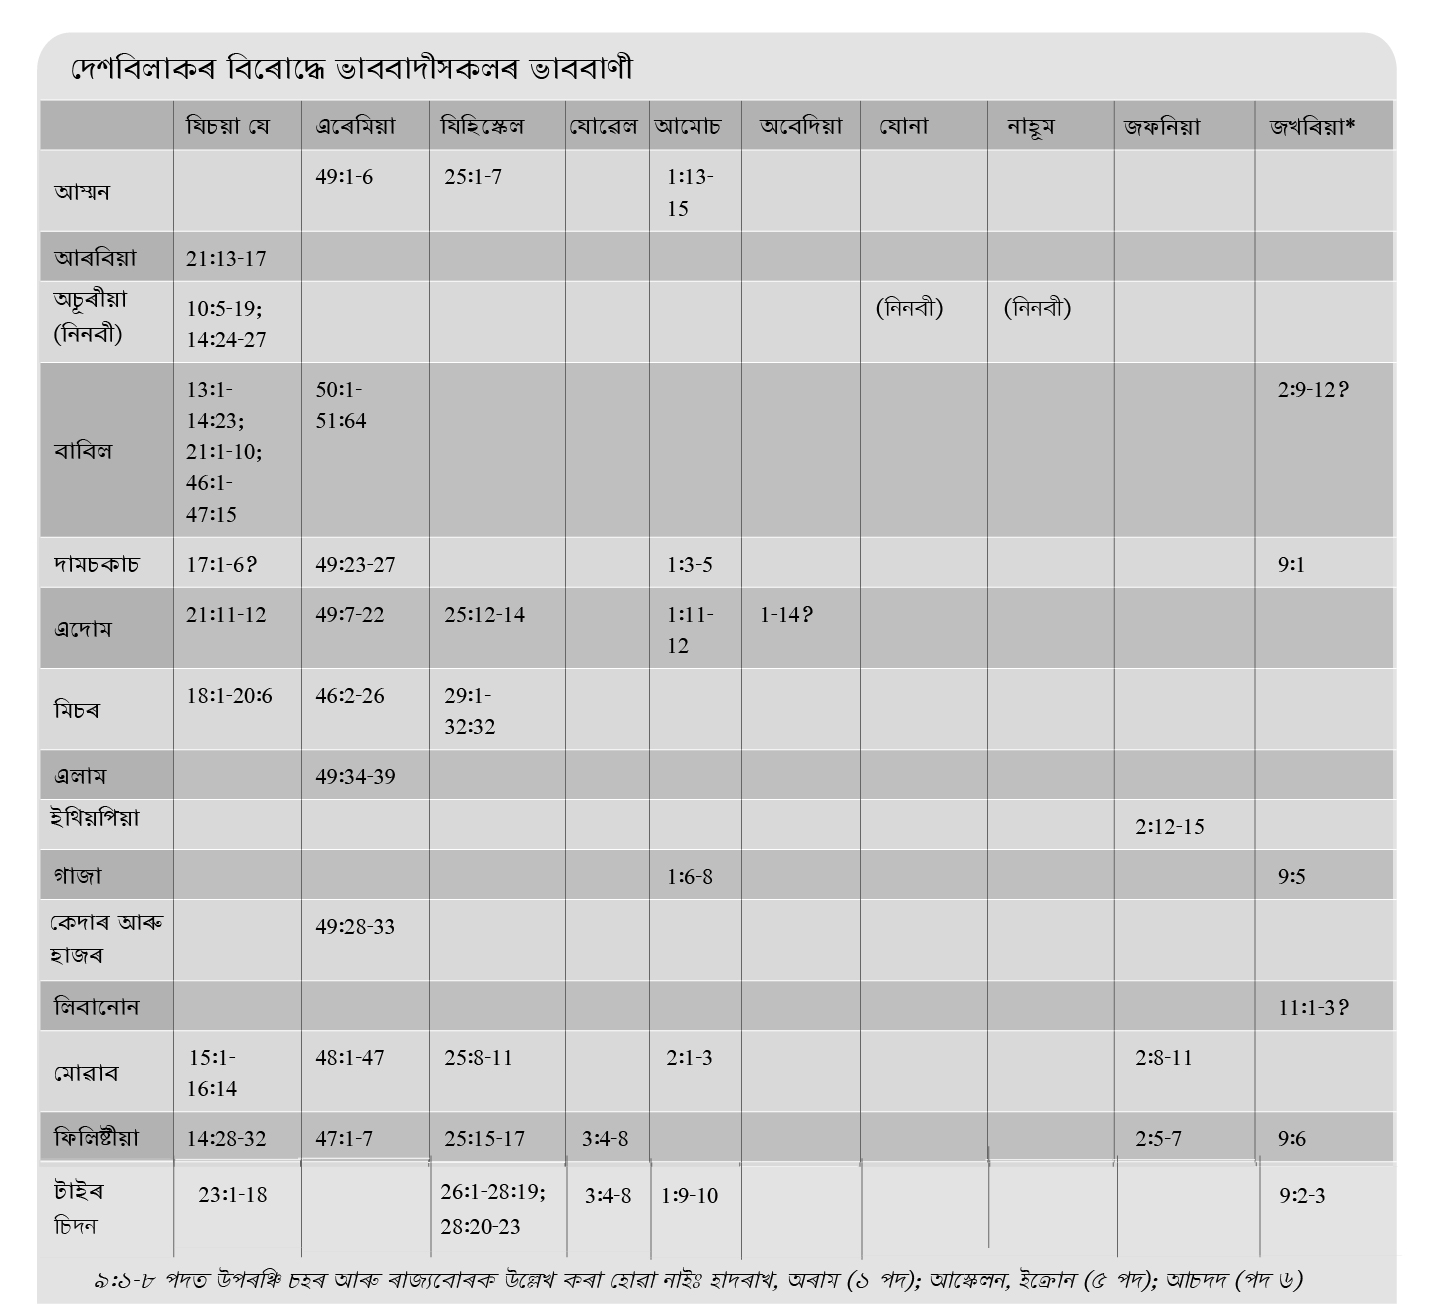 দেশবিলাকৰ বিৰোদ্ধে ভাববাদীসকলৰ ভাববাণী
যিচয়া যে এৰেমিয়া যিহিষ্কেল যোৱেল আমোচ অবেদিয়া যোনা নাহূম জফনিয়া জখৰিয়া*
আম্মন 49:1-6 25:1-7 1:13-
15
আৰবিয়া 21:13-17
অচূৰীয়া
(নিনবী) 10:5-19; (নিনবী) (নিনবী)
14:24-27
বাবিল 13:1- 50:1- 2:9-12?
14:23; 51:64
21:1-10;
46:1-
47:15
দামচকাচ 17:1-6? 49:23-27 1:3-5 9:1
এদোম 21:11-12 49:7-22 25:12-14 1:11- 1-14?
12
মিচৰ 18:1-20:6 46:2-26 29:1-
32:32
এলাম 49:34-39
ইথিয়পিয়া 2:12-15
গাজা 1:6-8 9:5
কেদাৰ আৰু 49:28-33
হাজৰ
লিবানোন 11:1-3?
মোৱাব 15:1- 48:1-47 25:8-11 2:1-3 2:8-11
16:14
ফিলিষ্টীয়া 14:28-32 47:1-7 25:15-17 3:4-8 2:5-7 9:6
টাইৰ 23:1-18 26:1-28:19; 3:4-8 1:9-10 9:2-3
চিদন 28:20-23
৯:১-৮ পদত উপৰঞ্চি চহৰ আৰু ৰাজ্যবোৰক উল্লেখ কৰা হোৱা নাইঃ হাদৰাখ, অৰাম (১ পদ); আষ্কেলন, ইক্রোন (৫ পদ); আচদদ (পদ ৬)